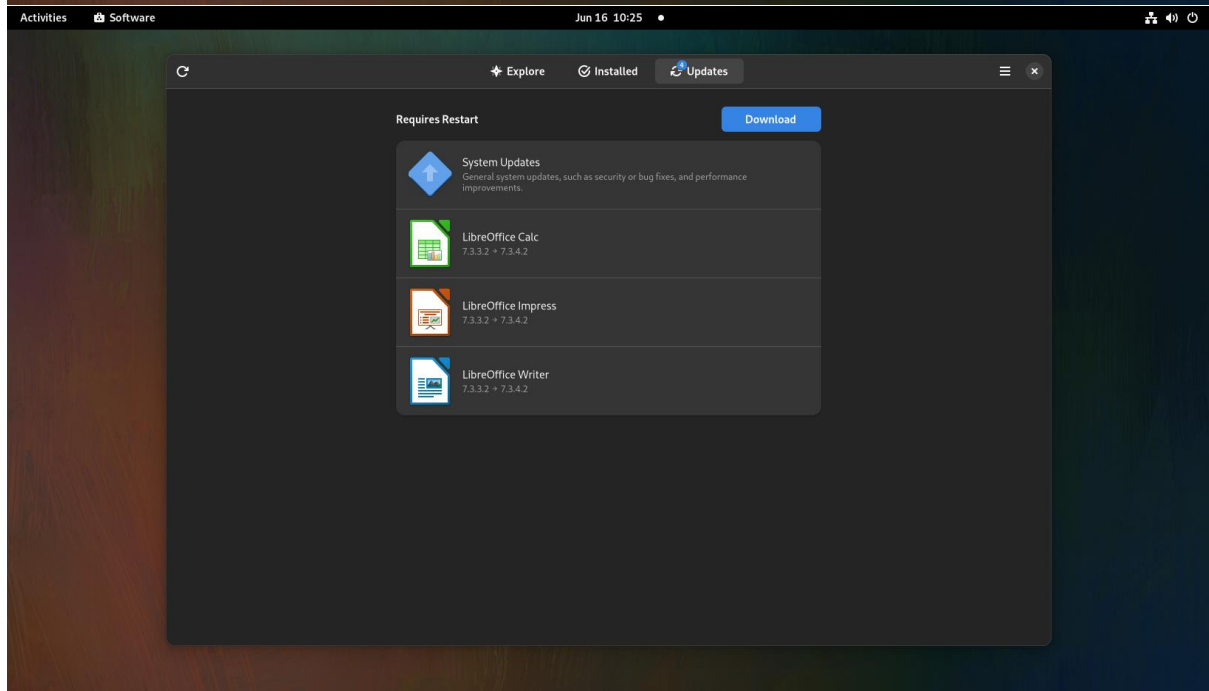 Activities Software Jun 16 10:25
Explore Installed 4 Updates
Requires Restart Download
System Updates
General system updates, such as security or bug fixes, and performance
improvements.
LibreOffice Calc
7.3.3.2 → 7.3.4.2
LibreOffice Impress
7.3.3.2 → 7.3.4.2
LibreOffice Writer
7.3.3.2 → 7.3.4.2